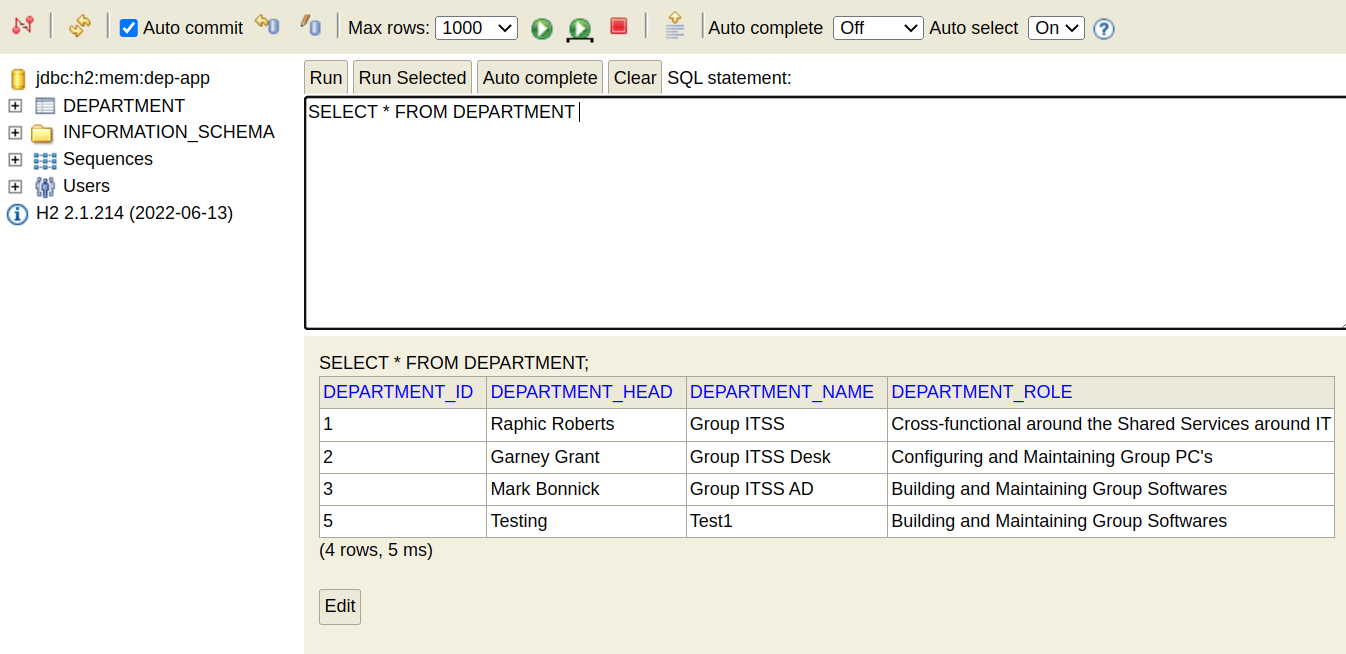 Auto commit Max rows: 1000 Auto complete Off Auto select On ?
jdbc:h2:mem:dep-app
DEPARTMENT
INFORMATION_SCHEMA
Sequences
Users
H2 2.1.214 (2022-06-13)
Run Run Selected Auto complete Clear SQL statement:
SELECT * FROM DEPARTMENT
SELECT * FROM DEPARTMENT;
DEPARTMENT_ID DEPARTMENT_HEAD DEPARTMENT_NAME DEPARTMENT_ROLE
1 Raphic Roberts Group ITSS Cross-functional around the Shared Services around IT
2 Garney Grant Group ITSS Desk Configuring and Maintaining Group PC's
3 Mark Bonnick Group ITSS AD Building and Maintaining Group Softwares
5 Testing Test1 Building and Maintaining Group Softwares
(4 rows, 5 ms)
Edit